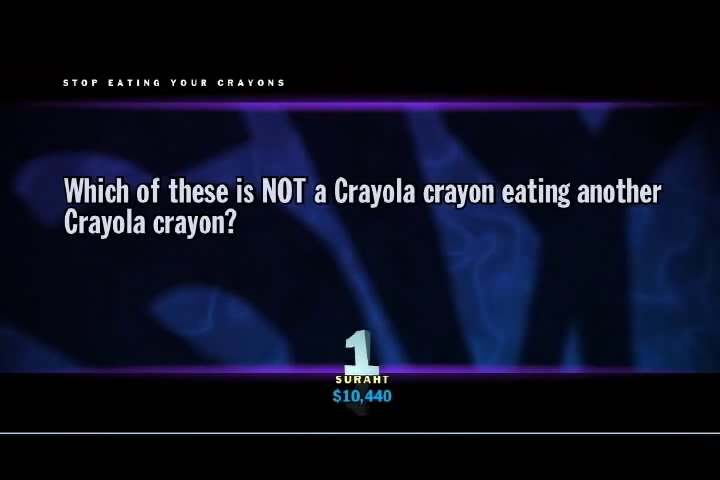 STOP EATING YOUR CRAYONS
Which of these is NOT a Crayola crayon eating another
Crayola crayon?
1
SURAHT
$10,440